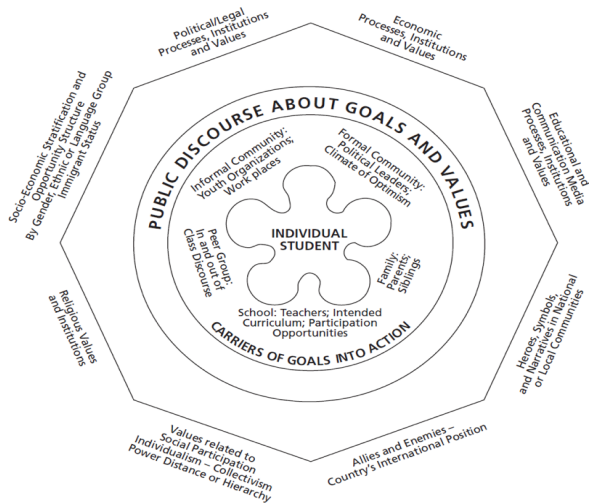 Political/Legal
Processes, Institutions
and Values
Economic
Processes, Institutions
and Values
Educational and
Communication Media
Processes, Institutions
and Values
Heroes, Symbols,
and Narratives in National
or Local Communities
Allies and Enemies –
Country's International Position
Values related to
Social Participation
Individualism – Collectivism
Power Distance or Hierarchy
Religious Values
and Institutions
Socio-Economic Stratification and
Opportunity Structure
By Gender, Ethnic or Language Group
Immigrant Status
PUBLIC DISCOURSE ABOUT GOALS AND VALUES
Informal Community:
Youth Organizations;
Work places
Formal Community:
Political Leaders;
Climate of Optimism
INDIVIDUAL
STUDENT
Peer Group:
In and out of
Class Discourse
Family:
Parents;
Siblings
School: Teachers; Intended
Curriculum; Participation
Opportunities
CARRIERS OF GOALS INTO ACTION